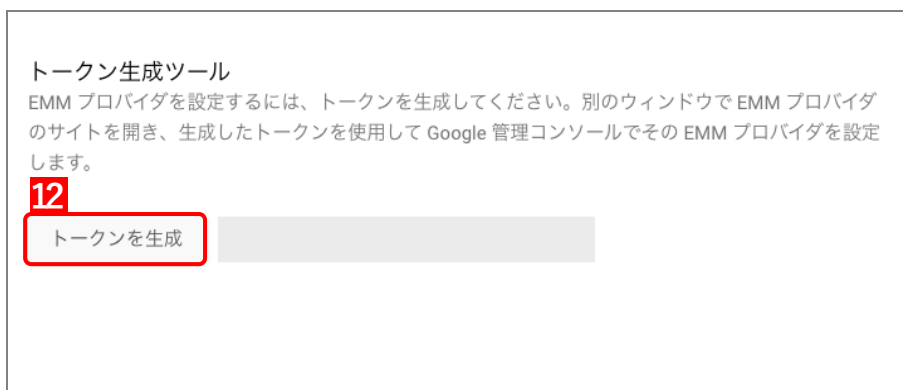 トークン生成ツール
EMM プロバイダを設定するには、トークンを生成してください。別のウィンドウで EMM プロバイダ
のサイトを開き、生成したトークンを使用して Google 管理コンソールでその EMM プロバイダを設定
します。
12
トークンを生成